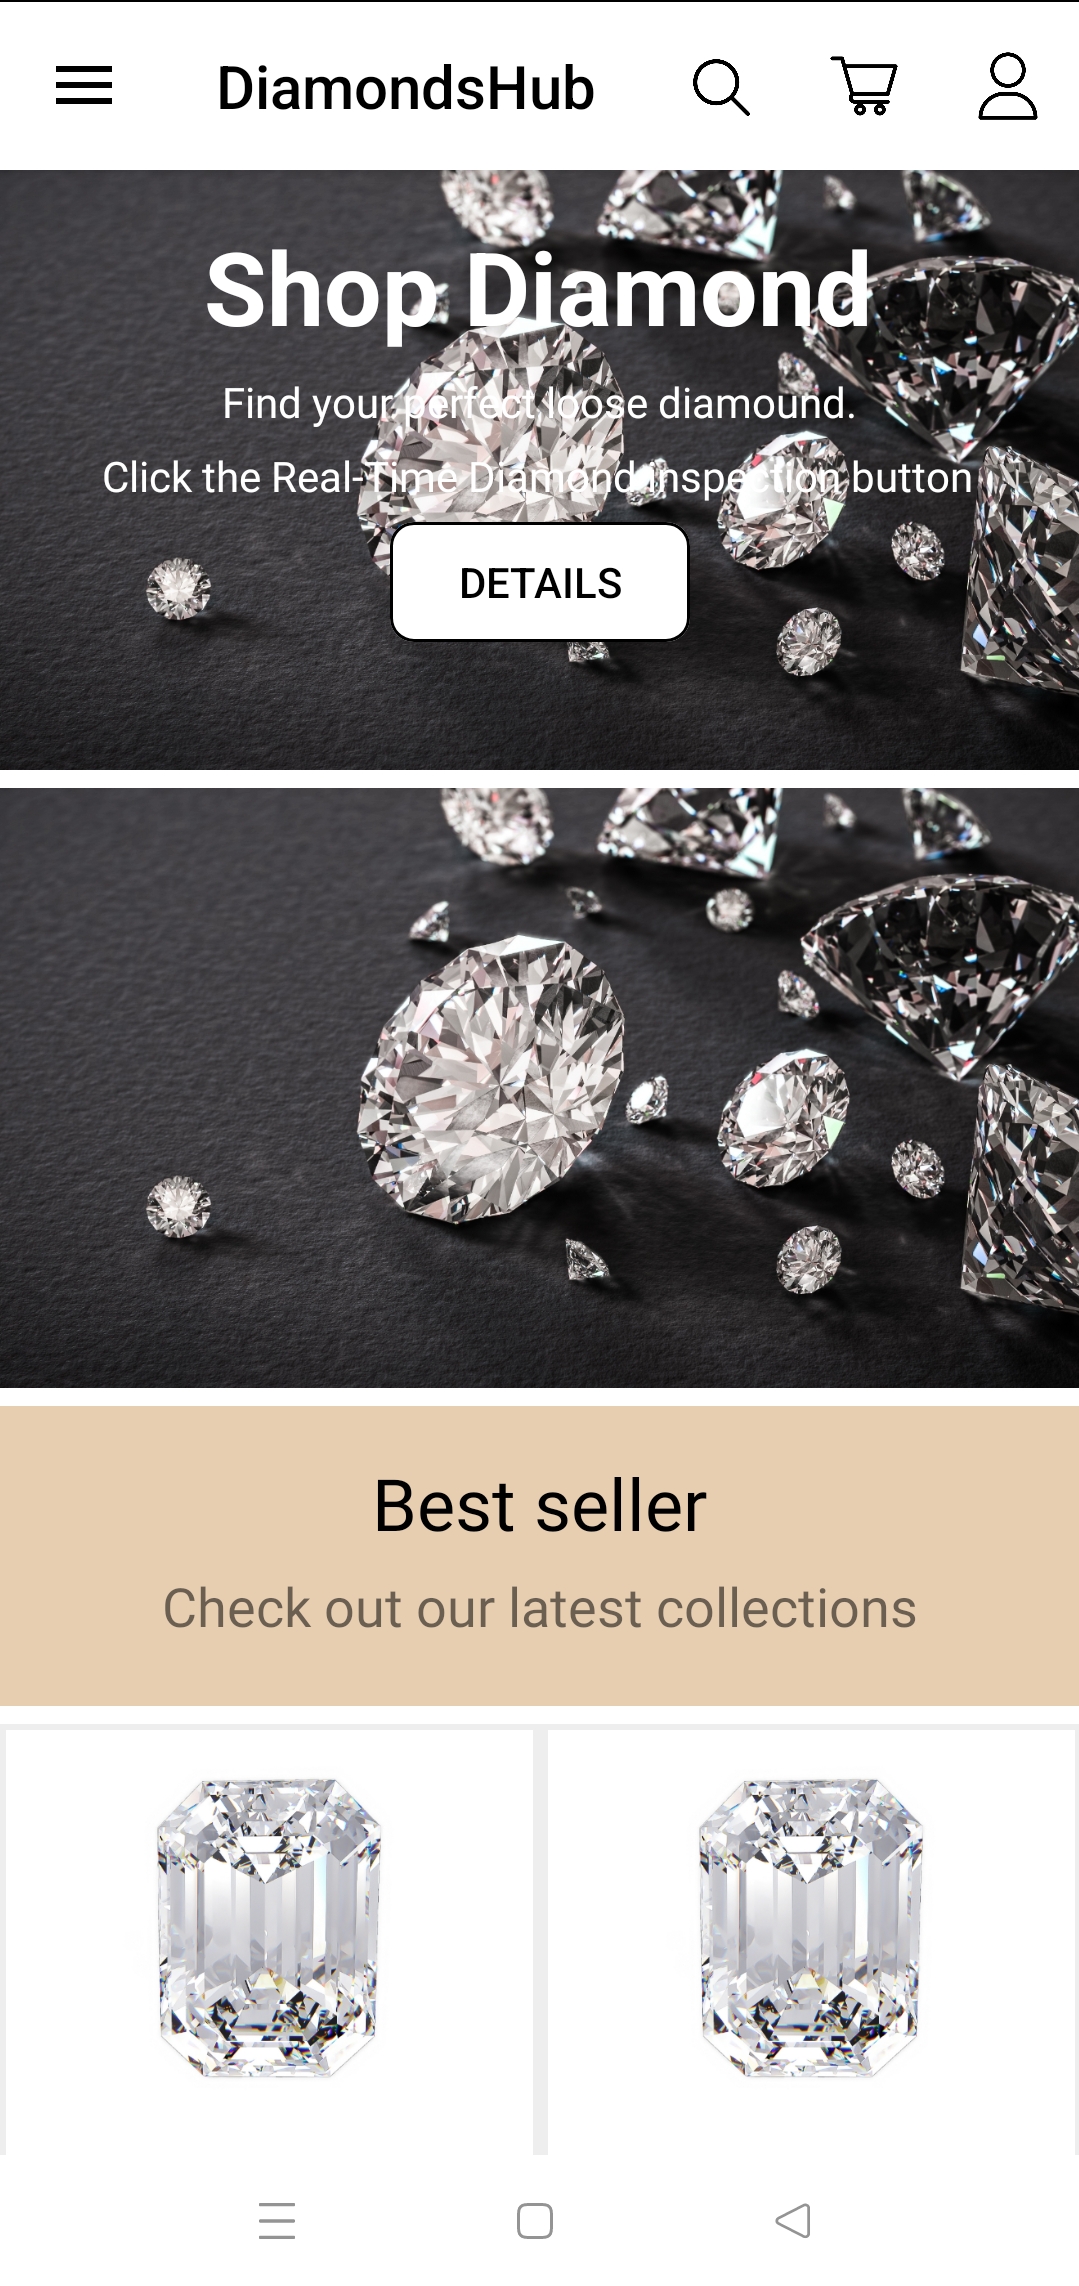 DiamondsHub
Shop Diamond
Find your perfect loose diamound.
Click the Real-Time Diamond inspection button
DETAILS
Best seller
Check out our latest collections